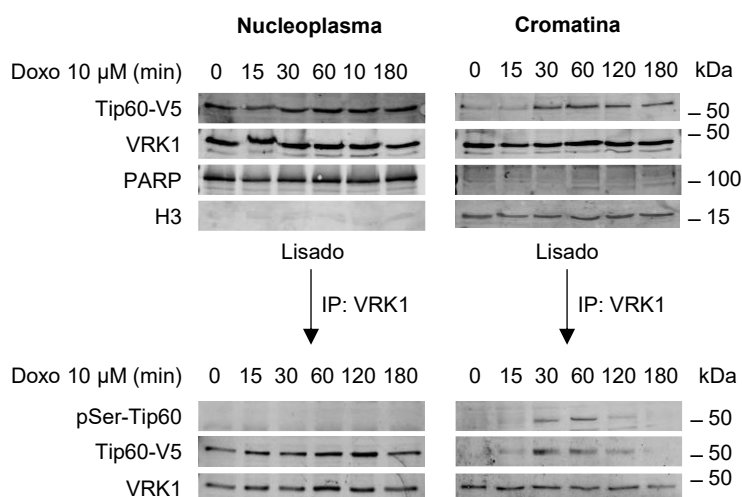 Nucleoplasma Cromatina
Doxo 10 µM (min) 0 15 30 60 10 180 0 15 30 60 120 180 kDa
Tip60-V5 – 50
VRK1 – 50
PARP – 100
H3 – 15
Lisado Lisado
IP: VRK1 IP: VRK1
Doxo 10 µM (min) 0 15 30 60 120 180 0 15 30 60 120 180 kDa
pSer-Tip60 – 50
Tip60-V5 – 50
VRK1 – 50